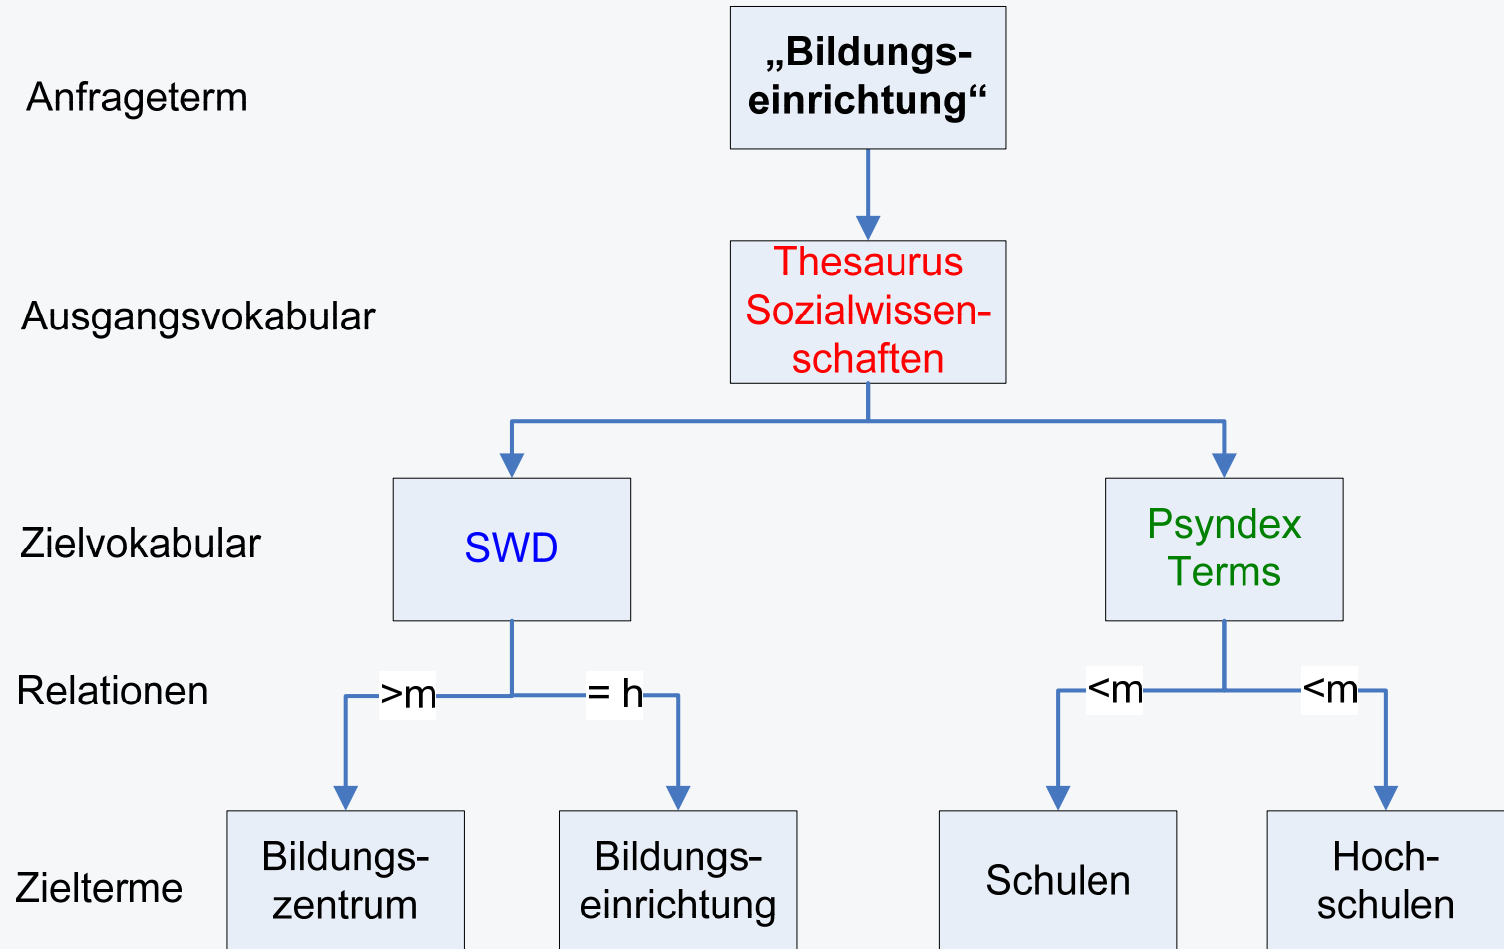 Anfrageterm
„Bildungs-
einrichtung“
Ausgangsvokabular
Thesaurus
Sozialwissen-
schaften
Zielvokabular
SWD
Psyndex
Terms
Relationen
>m
= h
<m
<m
Zielterme
Bildungs-
zentrum
Bildungs-
einrichtung
Schulen
Hoch-
schulen